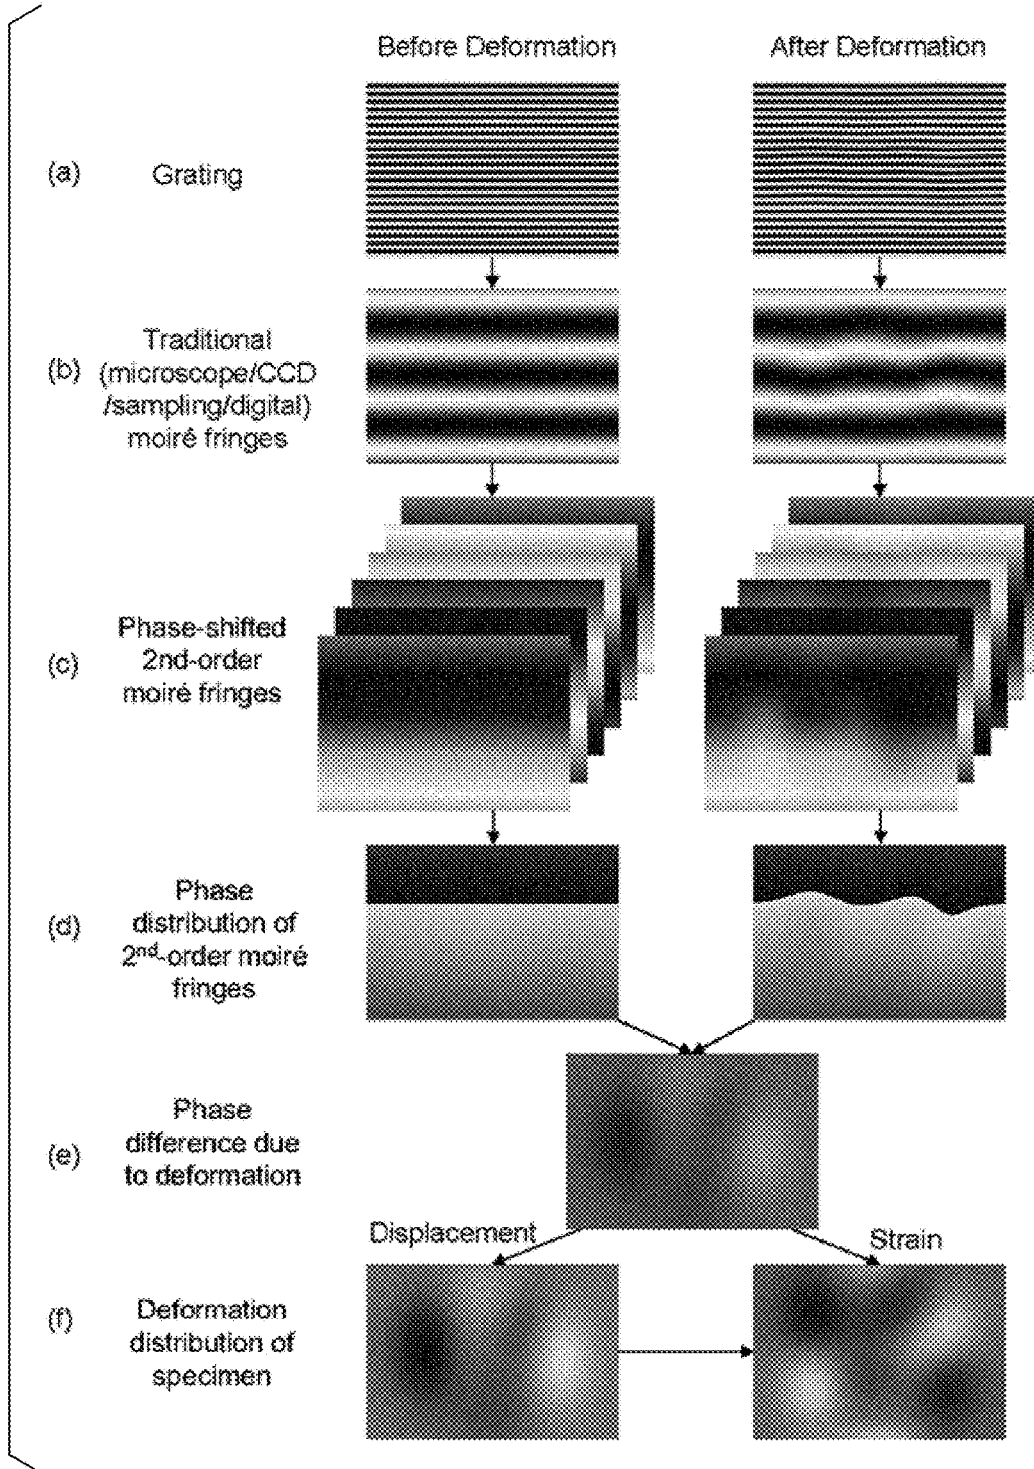 Before Deformation
After Deformation
(a)
Grating
(b)
Traditional
(microscope/CCD
/sampling/digital)
moiré fringes
(c)
Phase-shifted
2nd-order
moiré fringes
(d)
Phase
distribution of
2nd-order moiré
fringes
(e)
Phase
difference due
to deformation
Displacement
Strain
(f)
Deformation
distribution of
specimen